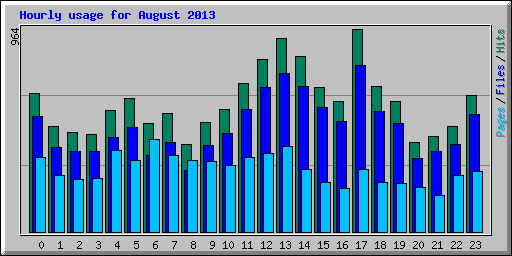 Hourly usage for August 2013
964
Pages/Files/Hits
0 1 2 3 4 5 6 7 8 9 10 11 12 13 14 15 16 17 18 19 20 21 22 23